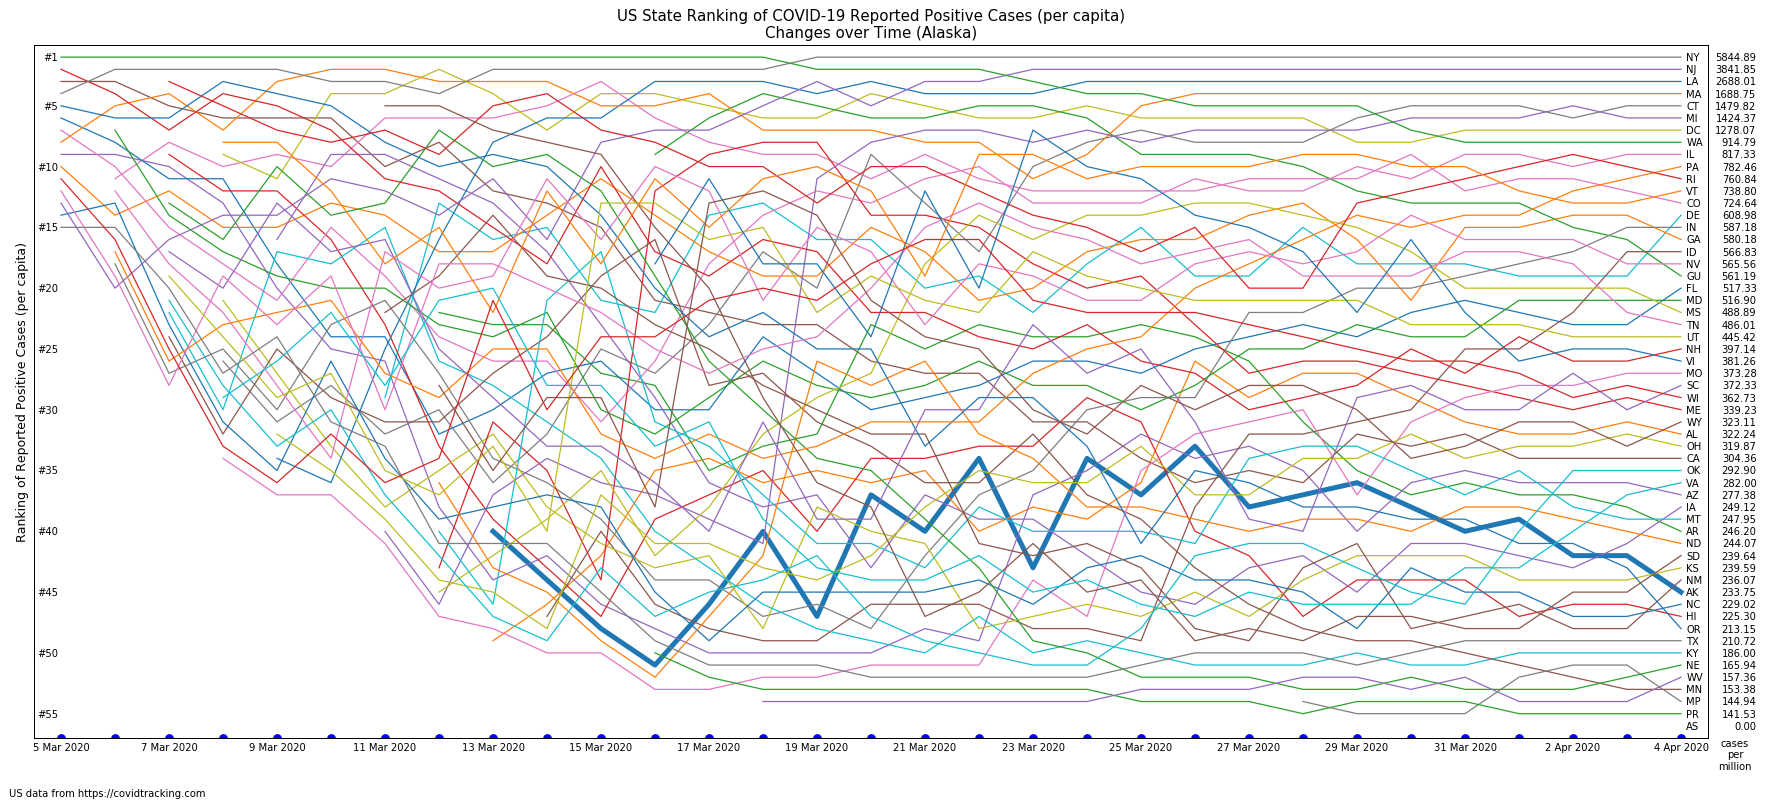 US State Ranking of COVID-19 Reported Positive Cases (per capita)
Changes over Time (Alaska)
Ranking of Reported Positive Cases (per capita)
#1
#5
#10
#15
#20
#25
#30
#35
#40
#45
#50
#55
NY 5844.89
NJ 3841.85
LA 2688.01
MA 1688.75
CT 1479.82
MI 1424.37
DC 1278.07
WA 914.79
IL 817.33
PA 782.46
RI 760.84
VT 738.80
CO 724.64
DE 608.98
IN 587.18
GA 580.18
ID 566.83
NV 565.56
GU 561.19
FL 517.33
MD 516.90
MS 488.89
TN 486.01
UT 445.42
NH 397.14
VI 381.26
MO 373.28
SC 372.33
WI 362.73
ME 339.23
WY 323.11
AL 322.24
OH 319.87
CA 304.36
OK 292.90
VA 282.00
AZ 277.38
IA 249.12
MT 247.95
AR 246.20
ND 244.07
SD 239.64
KS 239.59
NM 236.07
AK 233.75
NC 229.02
HI 225.30
OR 213.15
TX 210.72
KY 186.00
NE 165.94
WV 157.36
MN 153.38
MP 144.94
PR 141.53
AS 0.00
5 Mar 2020 7 Mar 2020 9 Mar 2020 11 Mar 2020 13 Mar 2020 15 Mar 2020 17 Mar 2020 19 Mar 2020 21 Mar 2020 23 Mar 2020 25 Mar 2020 27 Mar 2020 29 Mar 2020 31 Mar 2020 2 Apr 2020 4 Apr 2020
cases
per
million
US data from https://covidtracking.com